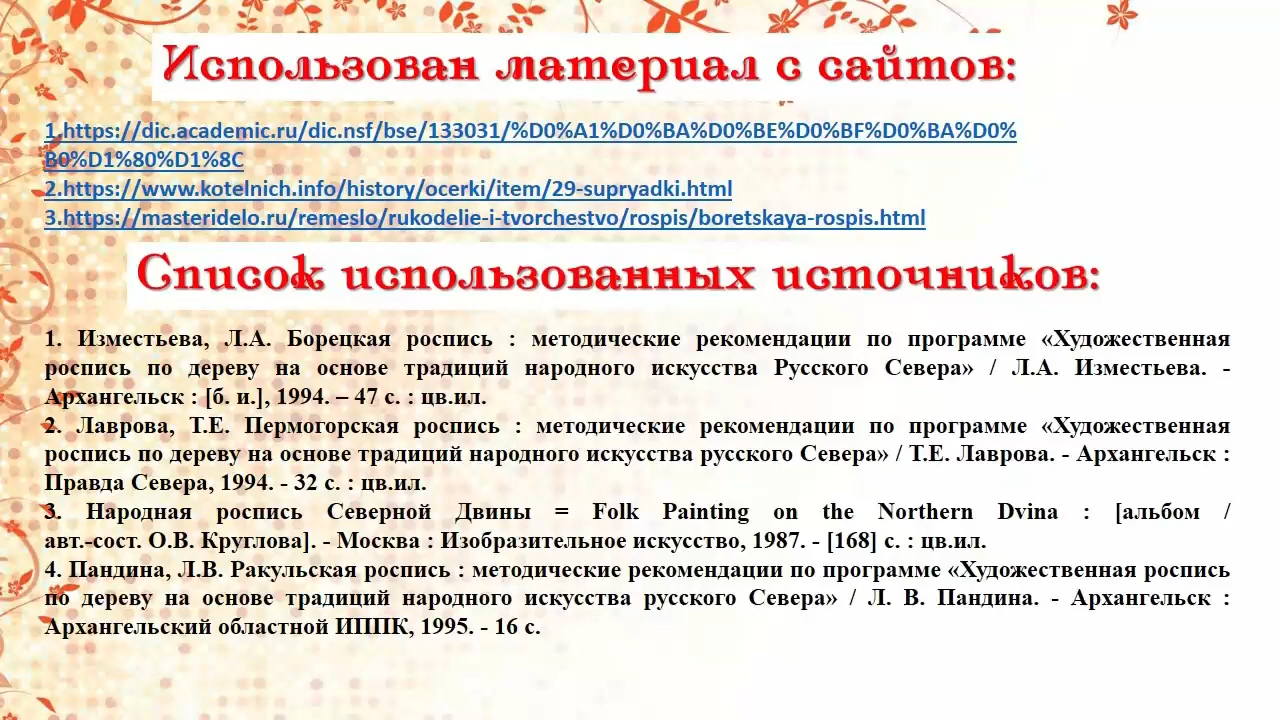 Использован материал с сайтов:
1.https://dic.academic.ru/dic.nsf/bse/133031/%D0%A1%D0%BA%D0%BE%D0%BF%D0%BA%D0%
B0%D1%80%D1%8C
2.https://www.kotelnich.info/history/ocerki/item/29-supryadki.html
3.https://masteridelo.ru/remeslo/rukodelie-i-tvorchestvo/rospis/boretskaya-rospis.html
Список использованных источников:
1. Изместьева, Л.А. Борецкая роспись : методические рекомендации по программе «Художественная
роспись по дереву на основе традиций народного искусства Русского Севера» / Л.А. Изместьева. -
Архангельск : [б. и.], 1994. – 47 с. : цв.ил.
2. Лаврова, Т.Е. Пермогорская роспись : методические рекомендации по программе «Художественная
роспись по дереву на основе традиций народного искусства русского Севера» / Т.Е. Лаврова. - Архангельск :
Правда Севера, 1994. - 32 с. : цв.ил.
3. Народная роспись Северной Двины = Folk Painting on the Northern Dvina : [альбом /
авт.-сост. О.В. Круглова]. - Москва : Изобразительное искусство, 1987. - [168] с. : цв.ил.
4. Пандина, Л.В. Ракульская роспись : методические рекомендации по программе «Художественная роспись
по дереву на основе традиций народного искусства русского Севера» / Л. В. Пандина. - Архангельск :
Архангельский областной ИППК, 1995. - 16 с.